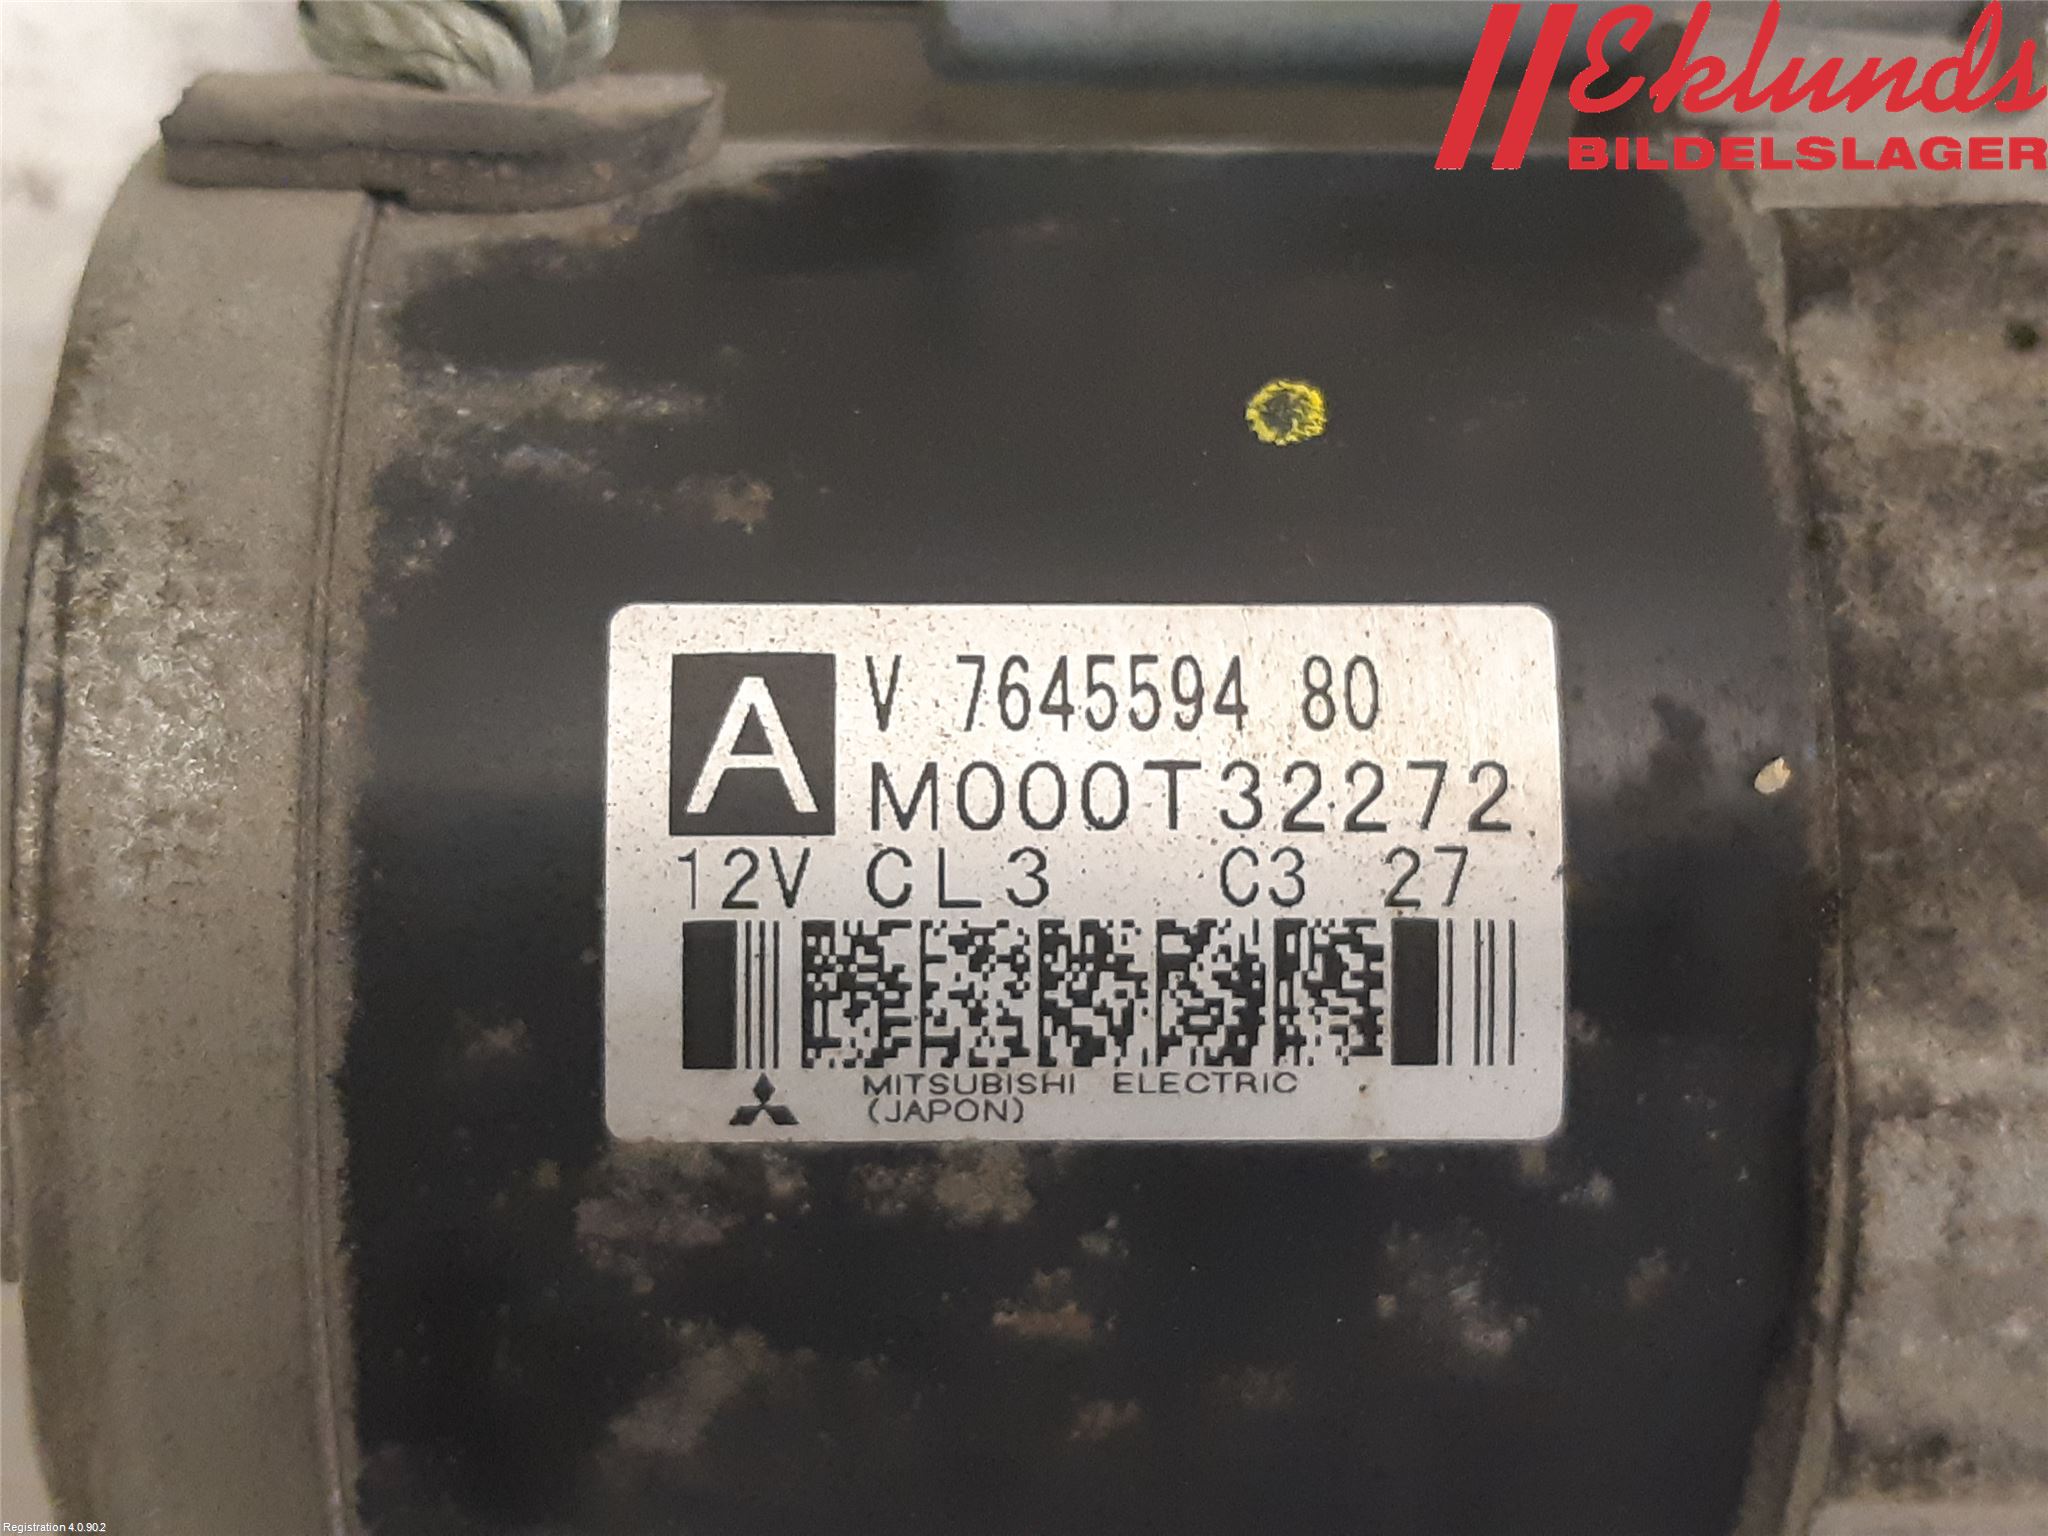 Eklunds
BILDELSLAGER
A
V 7645594 80
M000T32272
12V CL3 C3 27
MITSUBISHI ELECTRIC
(JAPON)
Registration 4.0.90.2